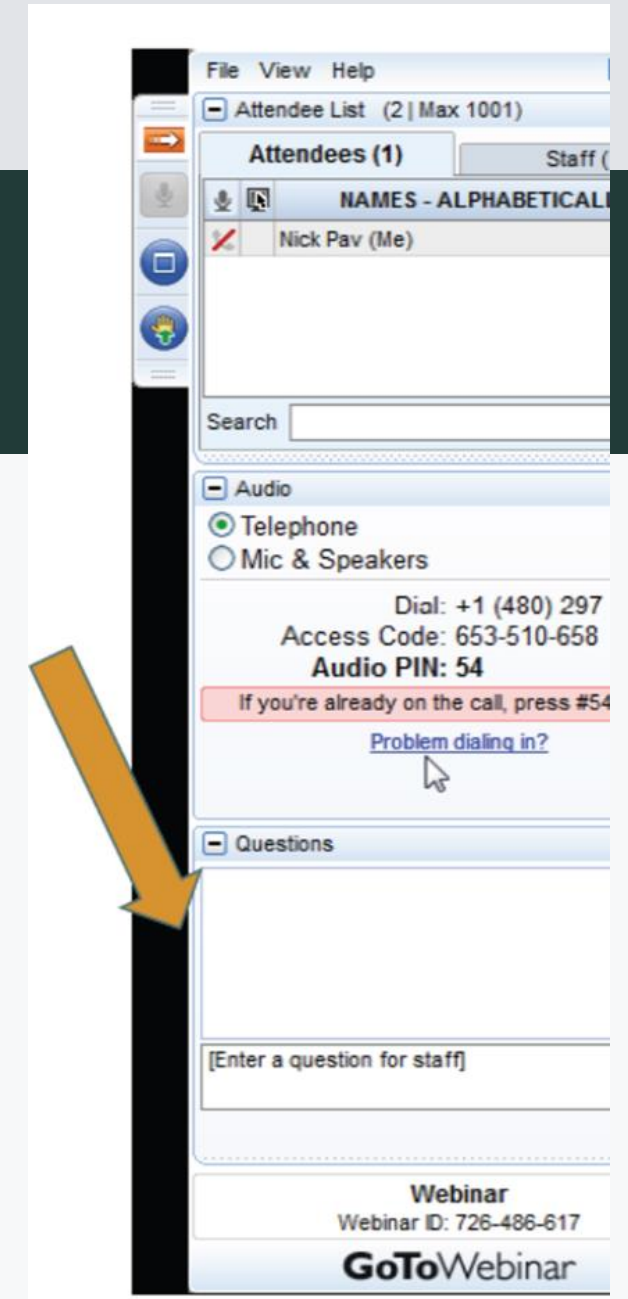 File View Help
Attendee List (2 | Max 1001)
Attendees (1) Staff (
NAMES - ALPHABETICALL
Nick Pav (Me)
Search
Audio
Telephone
Mic & Speakers
Dial: +1 (480) 297
Access Code: 653-510-658
Audio PIN: 54
If you're already on the call, press #54
Problem dialing in?
Questions
[Enter a question for staff]
Webinar
Webinar ID: 726-486-617
GoToWebinar